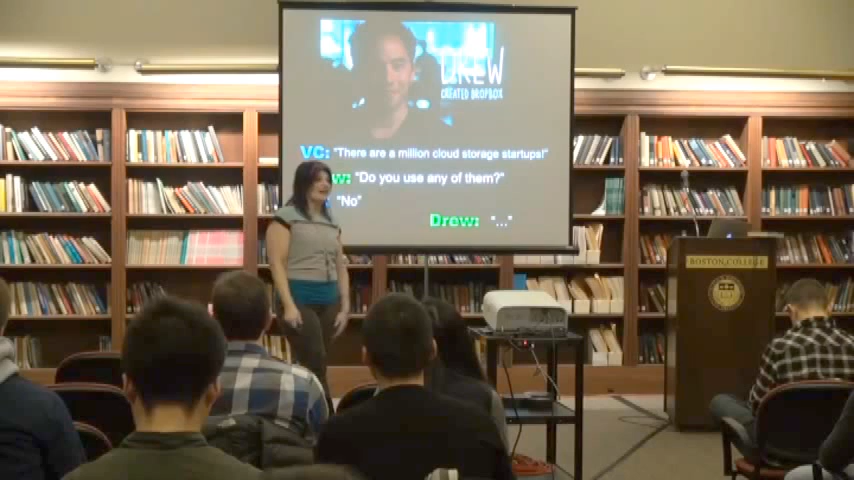 DREW
CREATED DROPBOX
VC: "There are a million cloud storage startups!"
w: "Do you use any of them?"
"No"
Drew: "..."
BOSTON COLLEGE